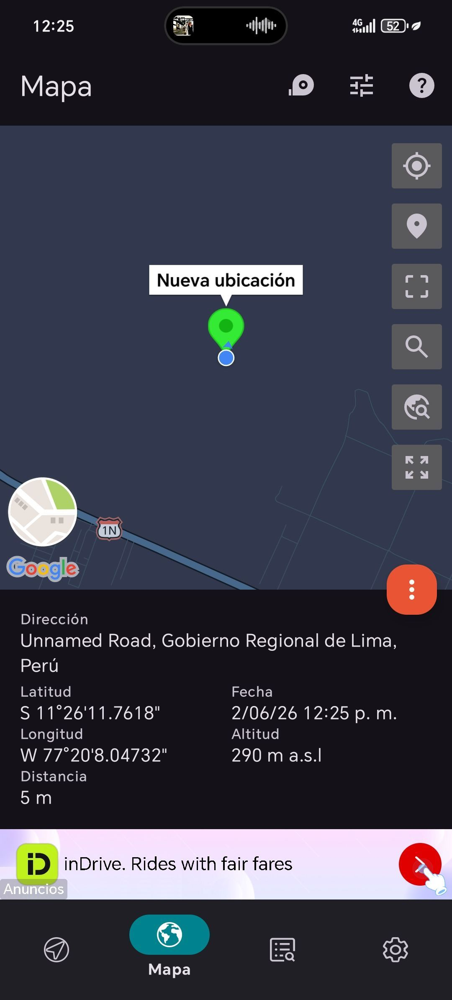 12:25
4G
52
Mapa
Nueva ubicación
1N
Google
Dirección
Unnamed Road, Gobierno Regional de Lima,
Perú
Latitud
S 11°26'11.7618"
Fecha
2/06/26 12:25 p. m.
Longitud
W 77°20'8.04732"
Altitud
290 m a.s.l
Distancia
5 m
iD
inDrive. Rides with fair fares
Anuncios
Mapa